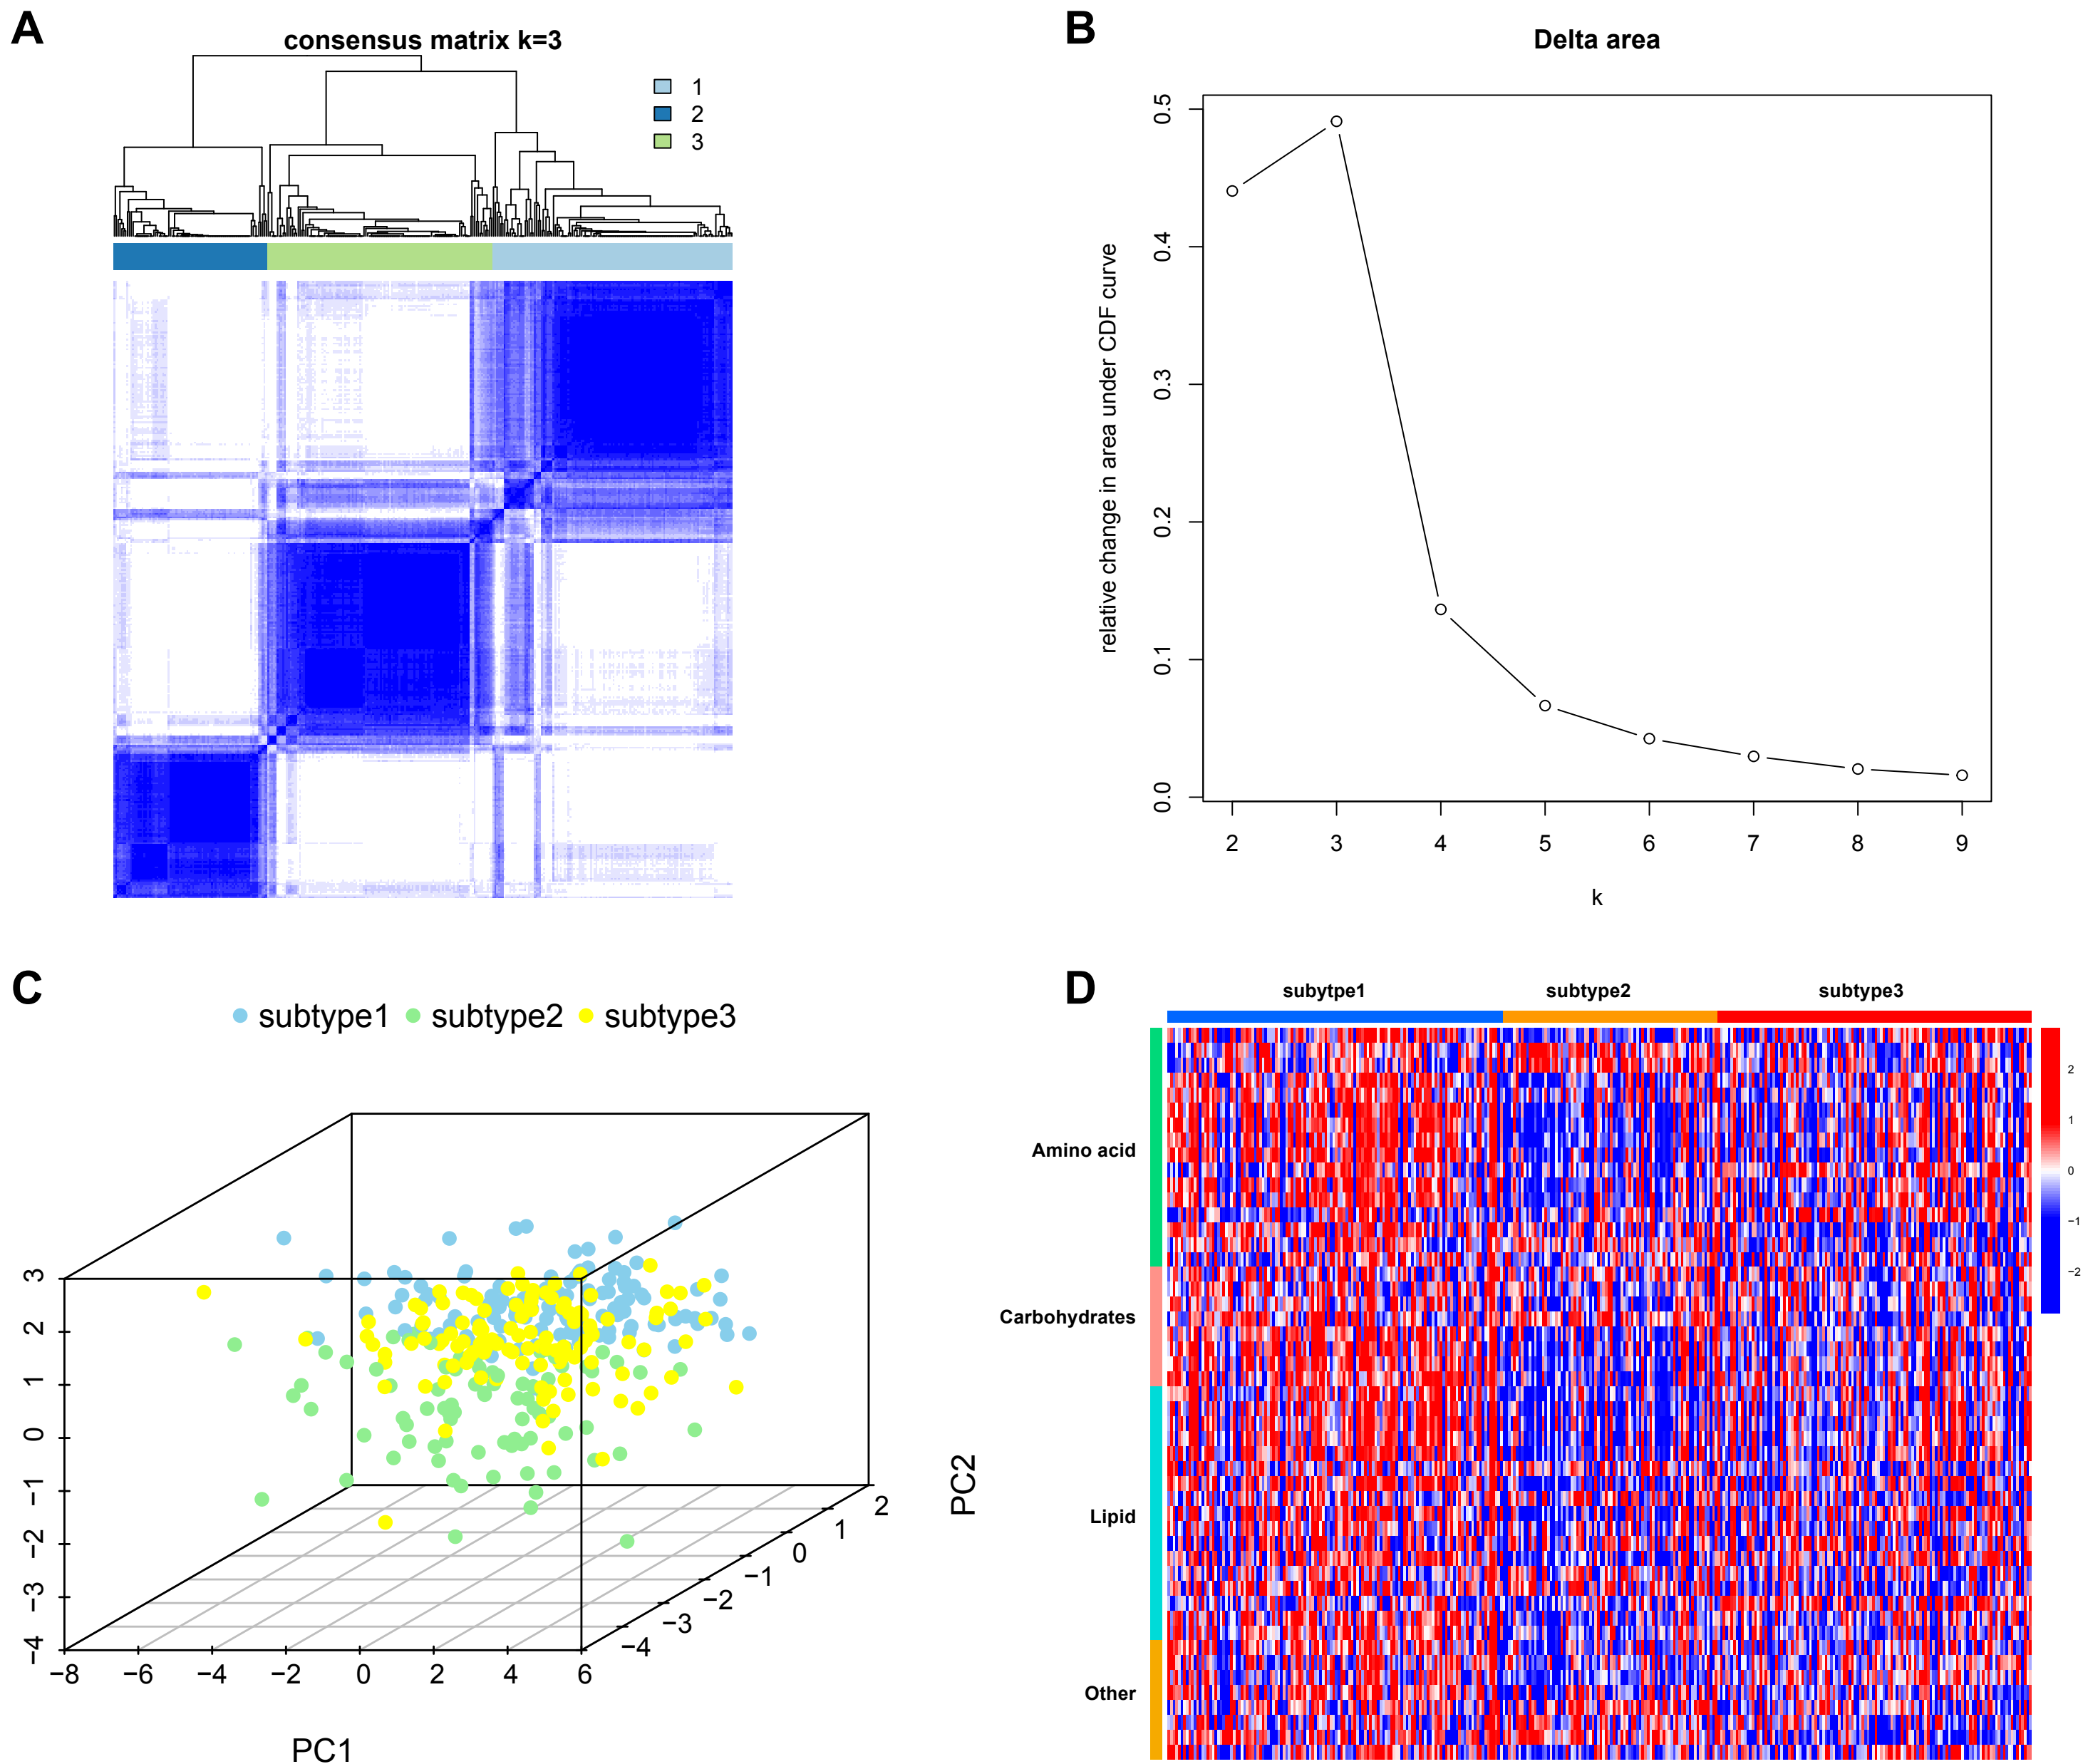 A
consensus matrix k=3
1
2
3
B
Delta area
relative change in area under CDF curve
0.5
0.4
0.3
0.2
0.1
0.0
2 3 4 5 6 7 8 9
k
C
subtype1 subtype2 subtype3
3
2
1
0
−1
−2
−3
−4
−8 −6 −4 −2 0 2 4 6
PC1
2
1
0
−1
−2
−3
−4
PC2
D
subytpe1 subtype2 subtype3
Amino acid
Carbohydrates
Lipid
Other
2
1
0
−1
−2